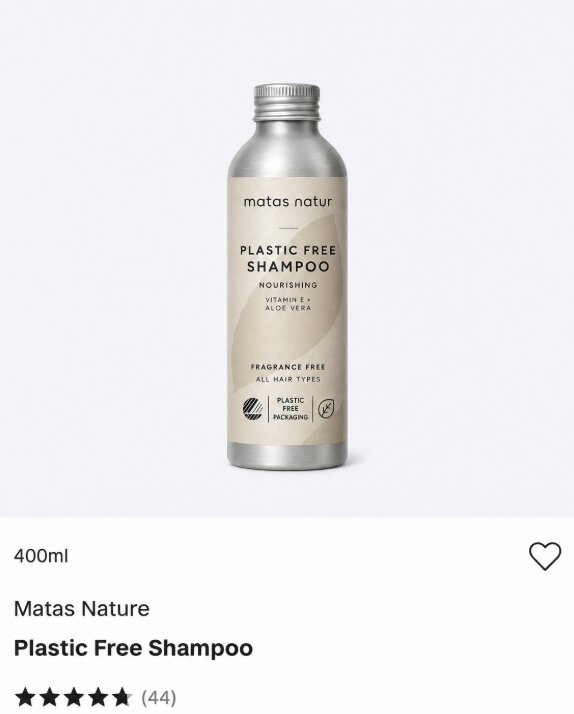 matas natur
PLASTIC FREE
SHAMPOO
NOURISHING
VITAMIN E +
ALOE VERA
FRAGRANCE FREE
ALL HAIR TYPES
PLASTIC
FREE
PACKAGING
400ml
Matas Nature
Plastic Free Shampoo
(44)